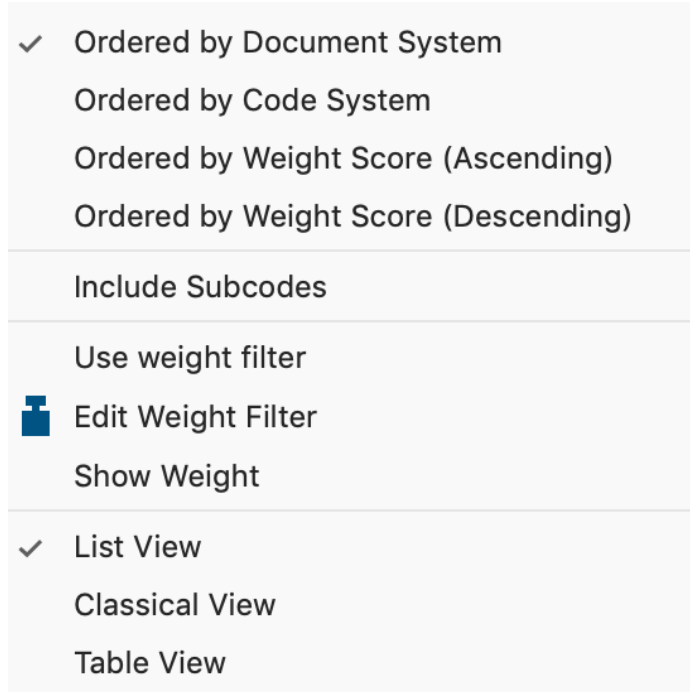 Ordered by Document System
Ordered by Code System
Ordered by Weight Score (Ascending)
Ordered by Weight Score (Descending)
Include Subcodes
Use weight filter
Edit Weight Filter
Show Weight
List View
Classical View
Table View